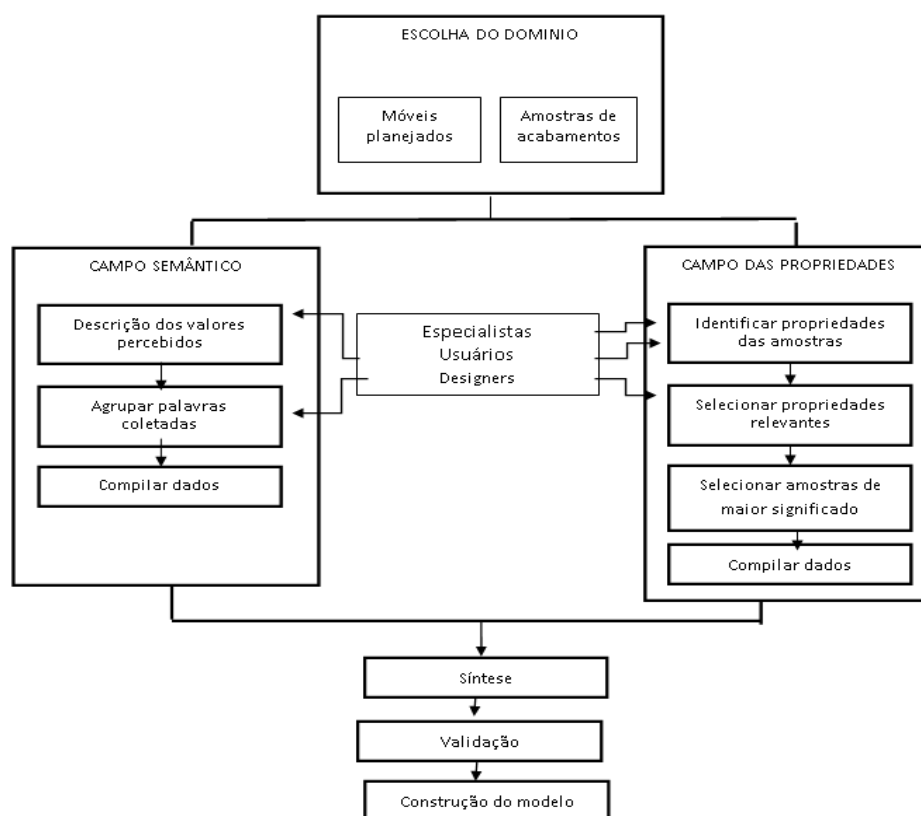 ESCOLHA DO DOMINIO
Móveis
planejados
Amostras de
acabamentos
CAMPO SEMÂNTICO
Descrição dos valores
percebidos
Agrupar palavras
coletadas
Compilar dados
Especialistas
Usuários
Designers
CAMPO DAS PROPRIEDADES
Identificar propriedades
das amostras
Selecionar propriedades
relevantes
Selecionar amostras de
maior significado
Compilar dados
Síntese
Validação
Construção do modelo